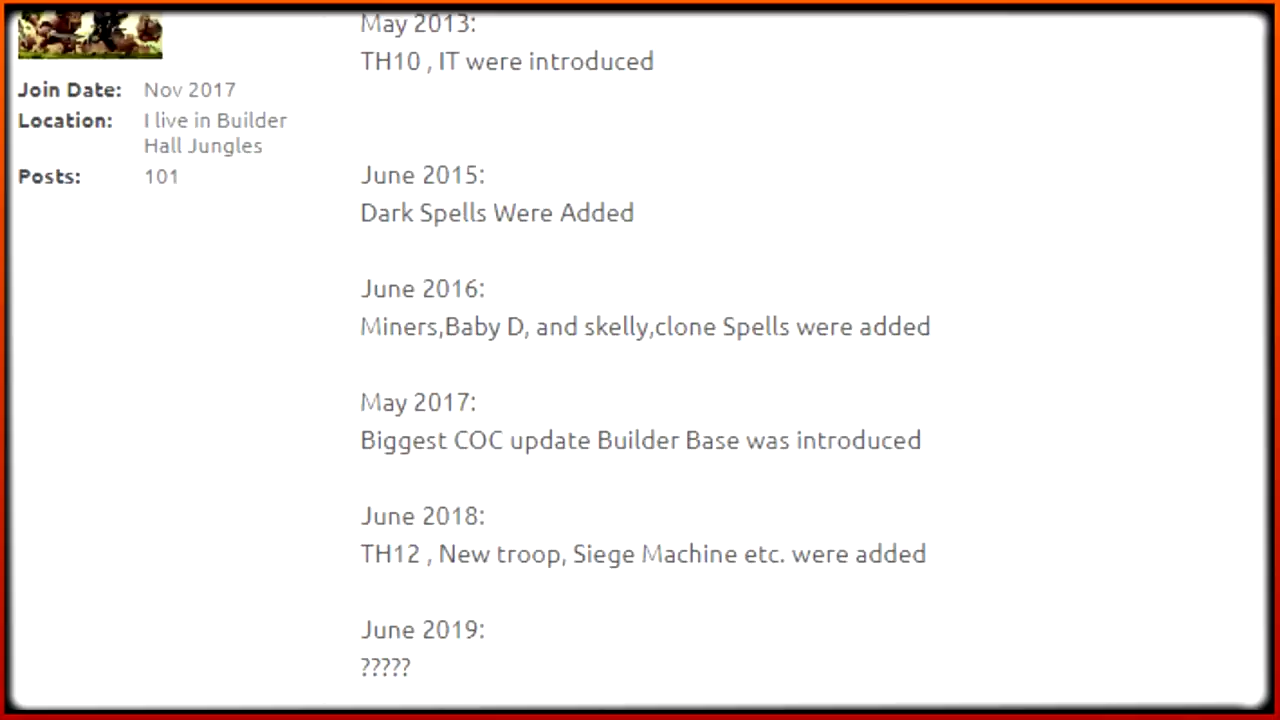 May 2013:
TH10 , IT were introduced
Join Date: Nov 2017
Location: I live in Builder
Hall Jungles
Posts: 101
June 2015:
Dark Spells Were Added
June 2016:
Miners,Baby D, and skelly,clone Spells were added
May 2017:
Biggest COC update Builder Base was introduced
June 2018:
TH12 , New troop, Siege Machine etc. were added
June 2019:
?????